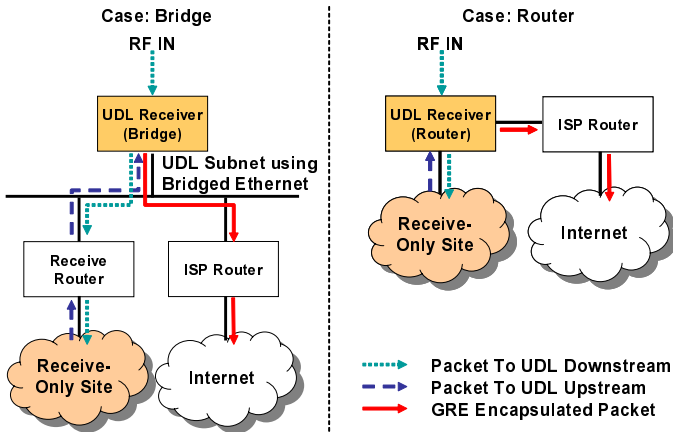 Case: Bridge
RF IN
UDL Receiver
(Bridge)
UDL Subnet using
Bridged Ethernet
Receive
Router
ISP Router
Receive-
Only Site
Internet
Case: Router
RF IN
UDL Receiver
(Router)
ISP Router
Receive-
Only Site
Internet
Packet To UDL Downstream
Packet To UDL Upstream
GRE Encapsulated Packet